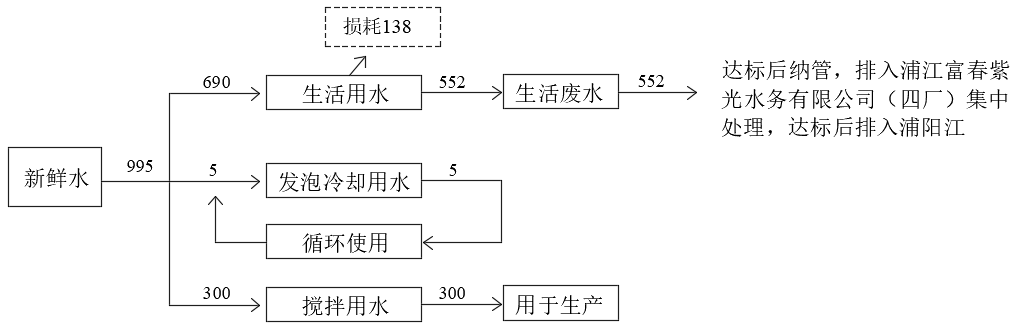 损耗138
690
生活用水
552
生活废水
552
达标后纳管，排入浦江富春紫
光水务有限公司（四厂）集中
处理，达标后排入浦阳江
新鲜水
995
5
发泡冷却用水
5
循环使用
300
搅拌用水
300
用于生产